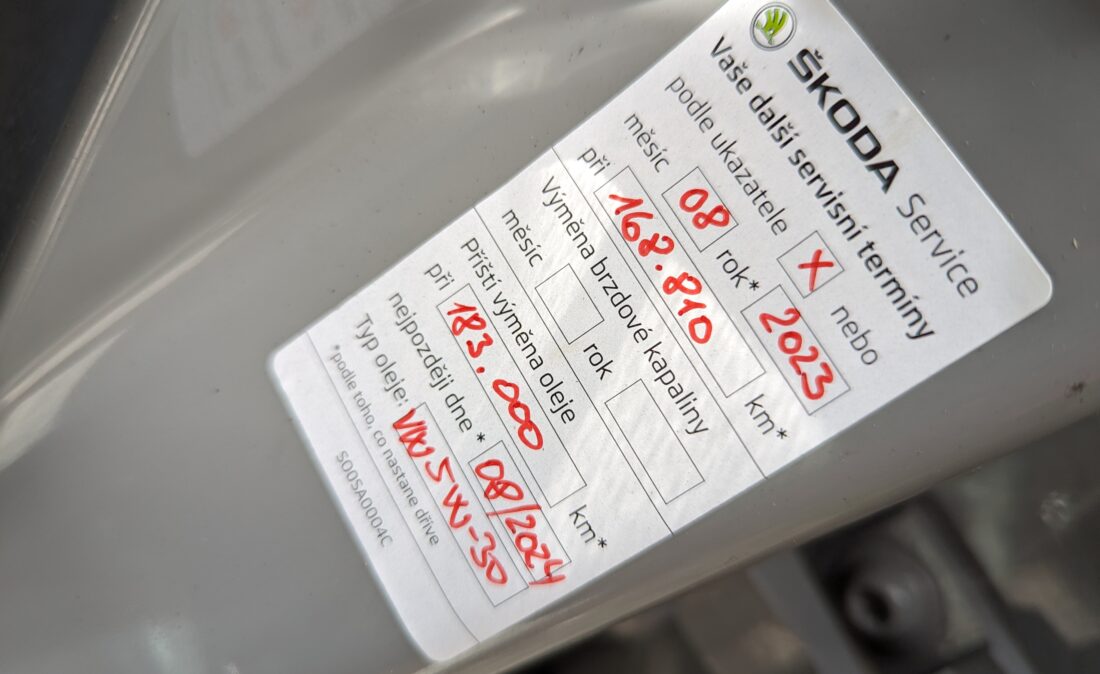 ŠKODA Service
Vaše další servisní termíny
podle ukazatele X nebo
měsíc 08 rok* 2023
při 168.810 km*
Výměna brzdové kapaliny
měsíc rok
Příští výměna oleje
při 183.000 km*
nejpozději dne * 08/2024
Typ oleje: VW 5W-30
*podle toho, co nastane dříve
S00SA0004C